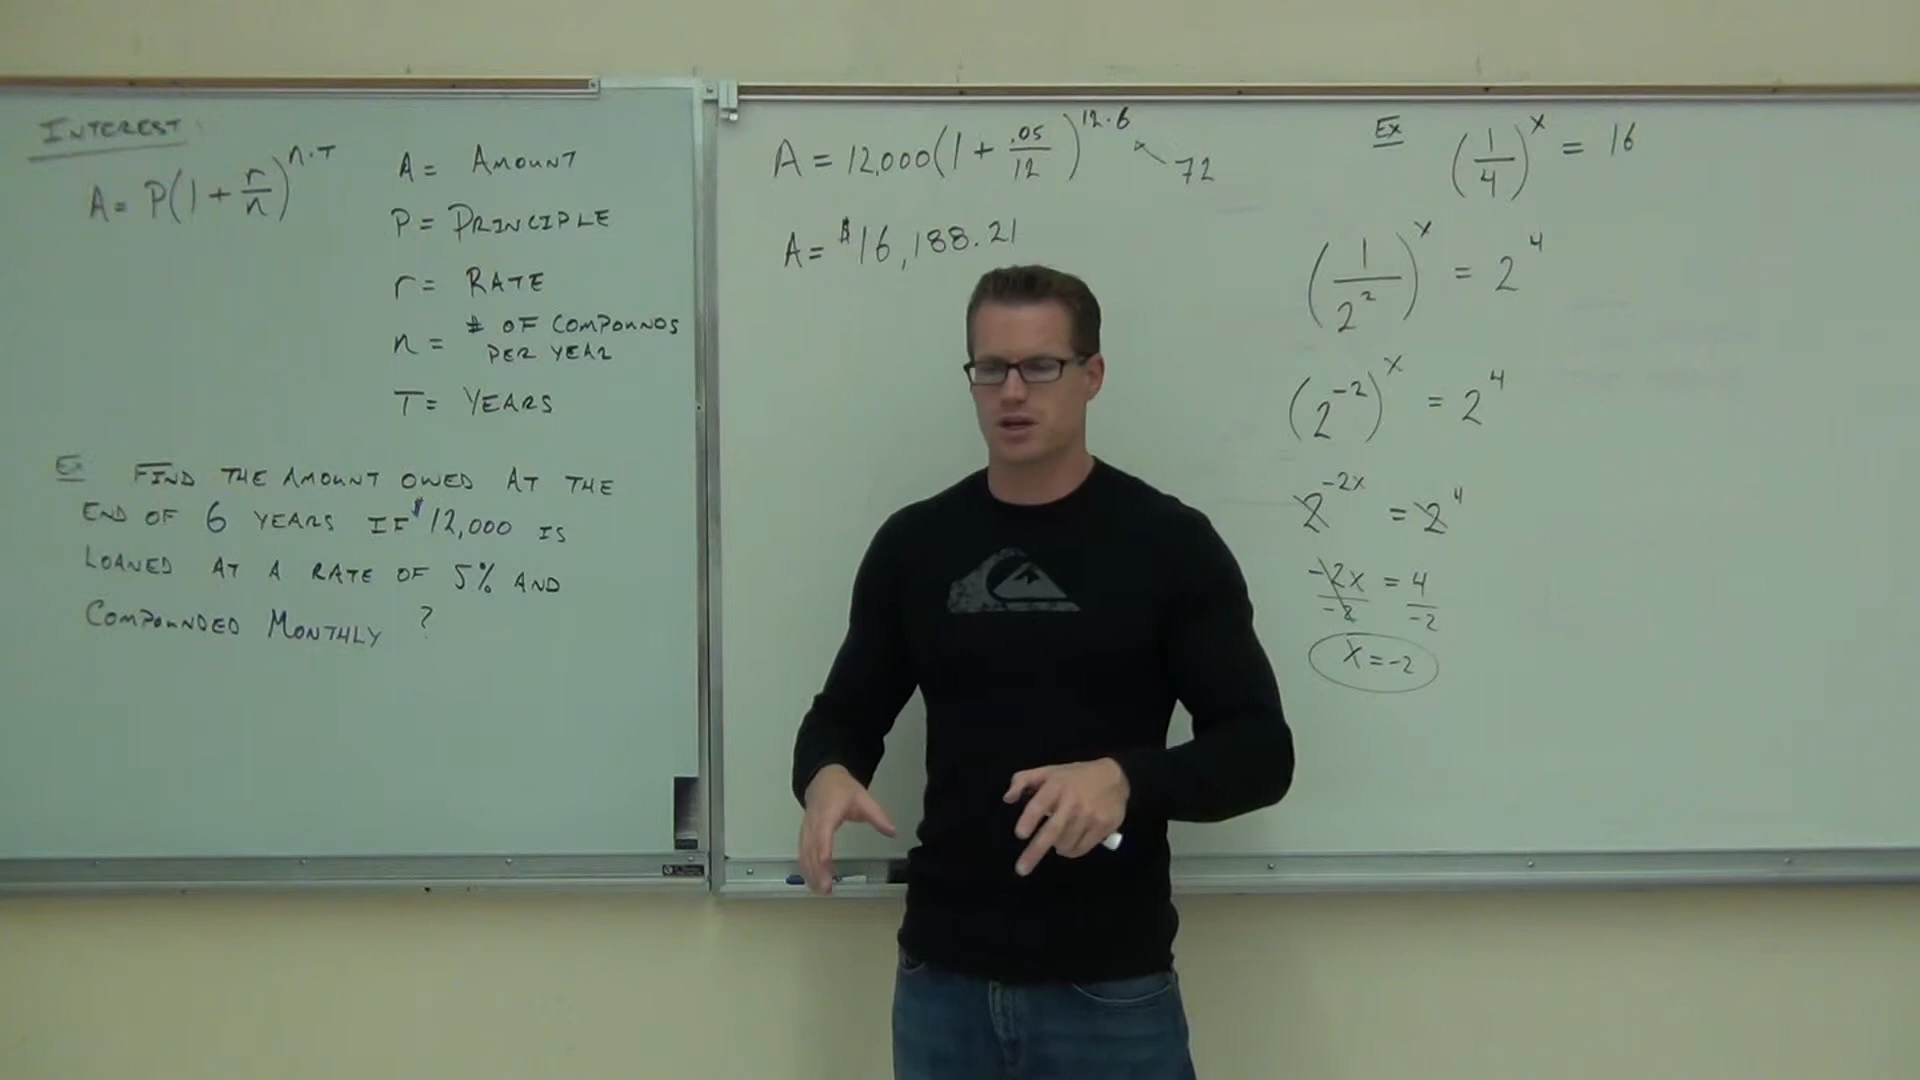 INTEREST:
A = P(1 + r/n)^n·T
A = AMOUNT
P = PRINCIPLE
r = RATE
n = # OF COMPOUNDS
PER YEAR
T = YEARS
Ex FIND THE AMOUNT OWED AT THE
END OF 6 YEARS IF $12,000 IS
LOANED AT A RATE OF 5% AND
COMPOUNDED MONTHLY ?
A = 12,000(1 + .05/12)^12·6
72
A = $16,188.21
Ex (1/4)^x = 16
(1/2^2)^x = 2^4
(2^-2)^x = 2^4
2^-2x = 2^4
-2x/-2 = 4/-2
x = -2